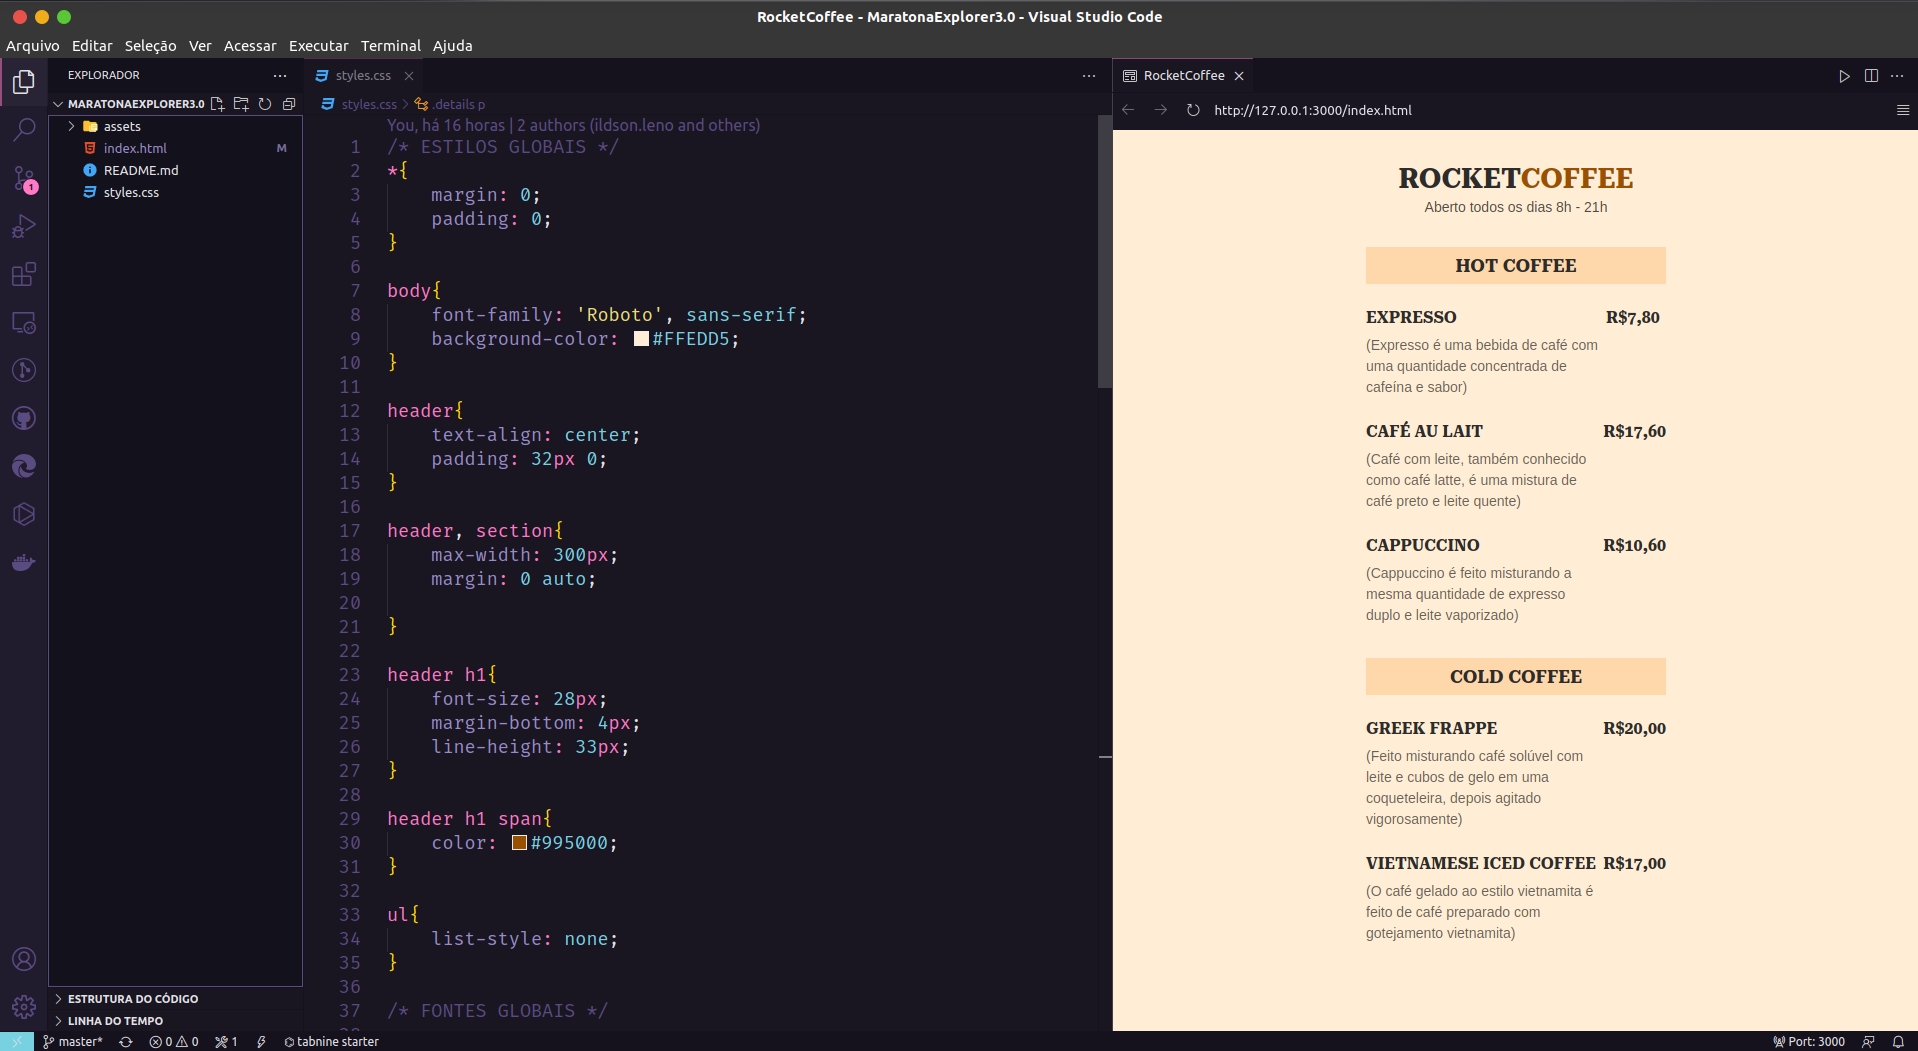 RocketCoffee - MaratonaExplorer3.0 - Visual Studio Code
Arquivo Editar Seleção Ver Acessar Executar Terminal Ajuda
EXPLORADOR
MARATONAEXPLORER3.0
assets
index.html M
README.md
styles.css
1
ESTRUTURA DO CÓDIGO
LINHA DO TEMPO
styles.css
styles.css > .details p
You, há 16 horas | 2 authors (ildson.leno and others)
1 /* ESTILOS GLOBAIS */
2 *{
3 margin: 0;
4 padding: 0;
5 }
6
7 body{
8 font-family: 'Roboto', sans-serif;
9 background-color: #FFEDD5;
10 }
11
12 header{
13 text-align: center;
14 padding: 32px 0;
15 }
16
17 header, section{
18 max-width: 300px;
19 margin: 0 auto;
20
21 }
22
23 header h1{
24 font-size: 28px;
25 margin-bottom: 4px;
26 line-height: 33px;
27 }
28
29 header h1 span{
30 color: #995000;
31 }
32
33 ul{
34 list-style: none;
35 }
36
37 /* FONTES GLOBAIS */
RocketCoffee
http://127.0.0.1:3000/index.html
ROCKETCOFFEE
Aberto todos os dias 8h - 21h
HOT COFFEE
EXPRESSO R$7,80
(Expresso é uma bebida de café com
uma quantidade concentrada de
cafeína e sabor)
CAFÉ AU LAIT R$17,60
(Café com leite, também conhecido
como café latte, é uma mistura de
café preto e leite quente)
CAPPUCCINO R$10,60
(Cappuccino é feito misturando a
mesma quantidade de expresso
duplo e leite vaporizado)
COLD COFFEE
GREEK FRAPPE R$20,00
(Feito misturando café solúvel com
leite e cubos de gelo em uma
coqueteleira, depois agitado
vigorosamente)
VIETNAMESE ICED COFFEE R$17,00
(O café gelado ao estilo vietnamita é
feito de café preparado com
gotejamento vietnamita)
master* 0 0 1 tabnine starter Port: 3000